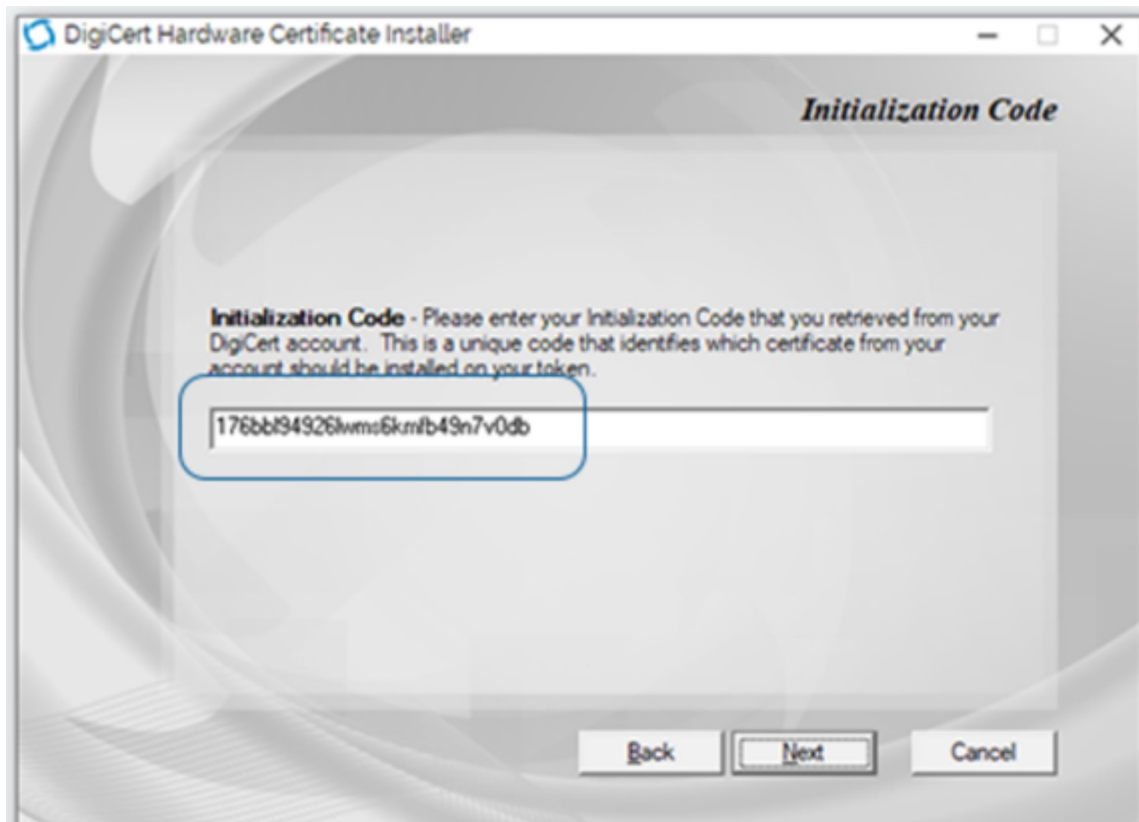 DigiCert Hardware Certificate Installer
Initialization Code
Initialization Code - Please enter your Initialization Code that you retrieved from your
DigiCert account. This is a unique code that identifies which certificate from your
account should be installed on your token.
Back
Next
Cancel